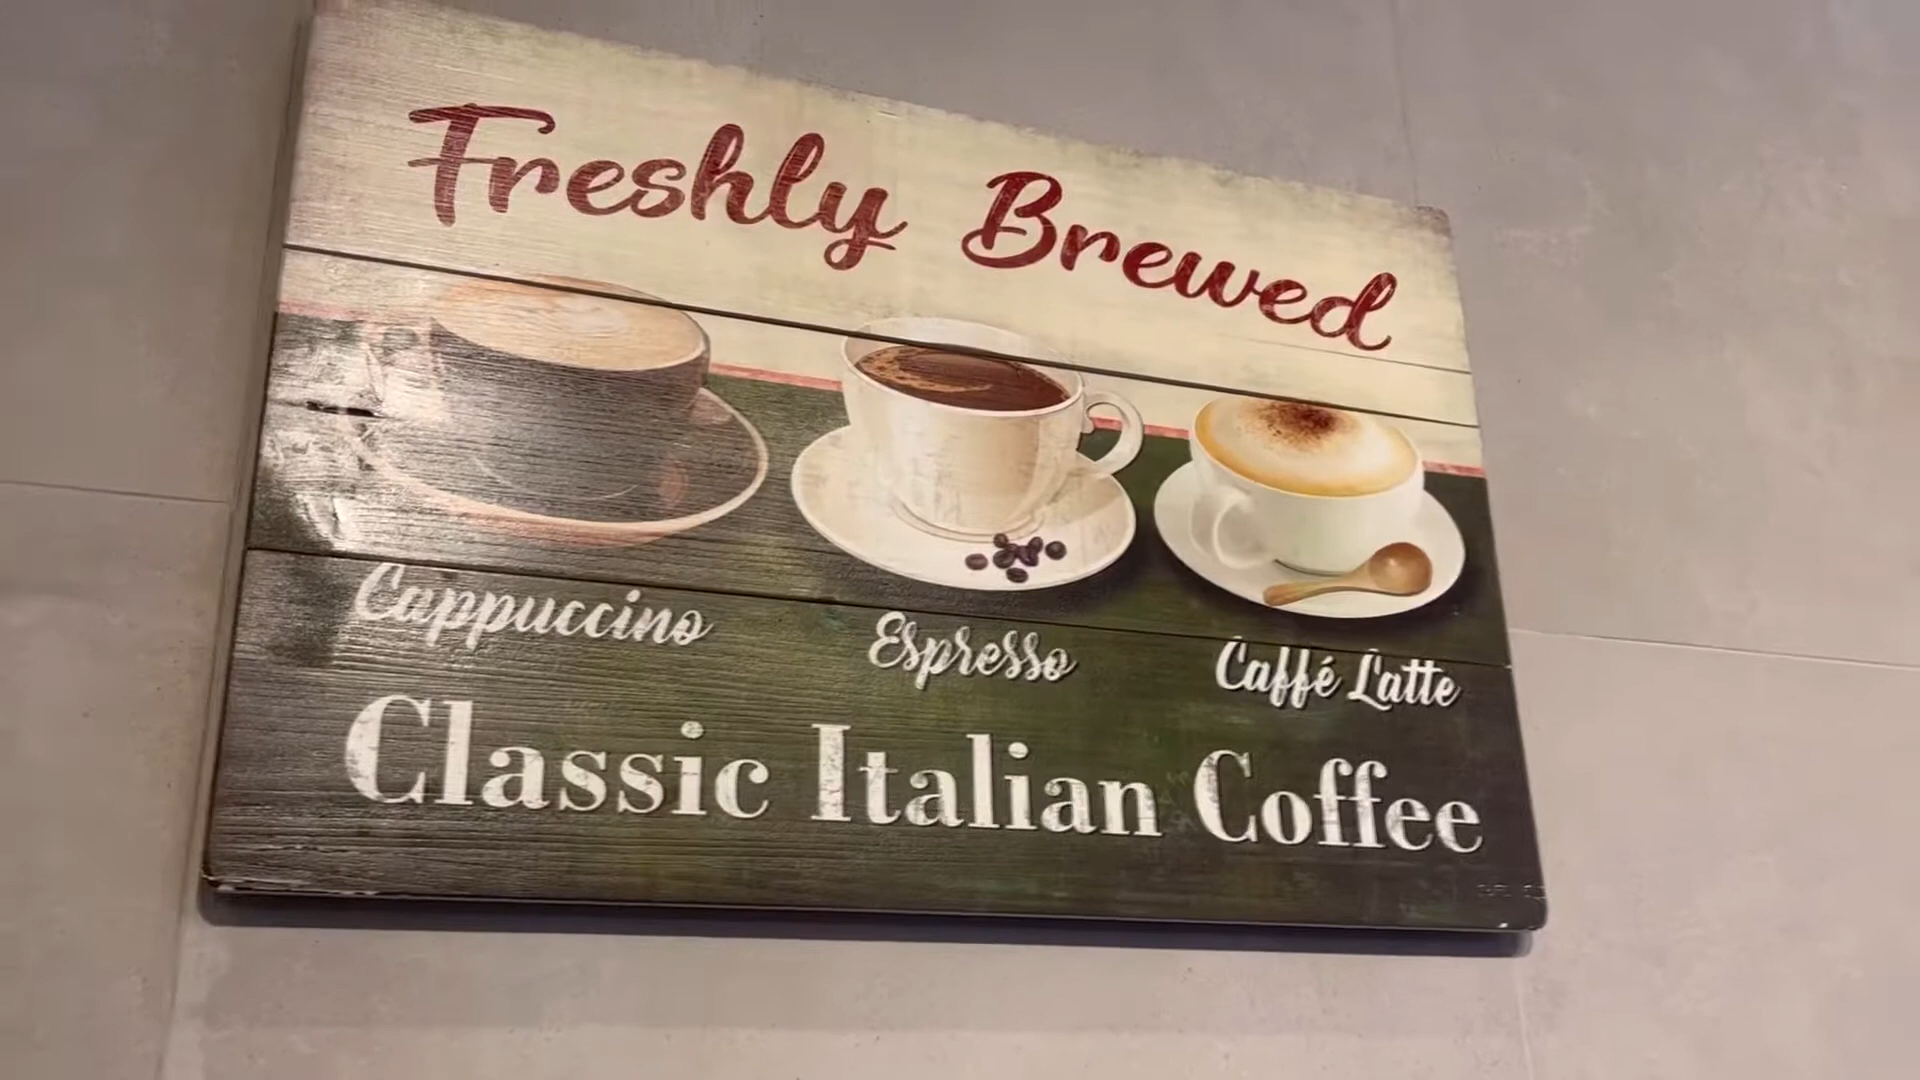 Freshly Brewed
Cappuccino Espresso Caffé Latte
Classic Italian Coffee